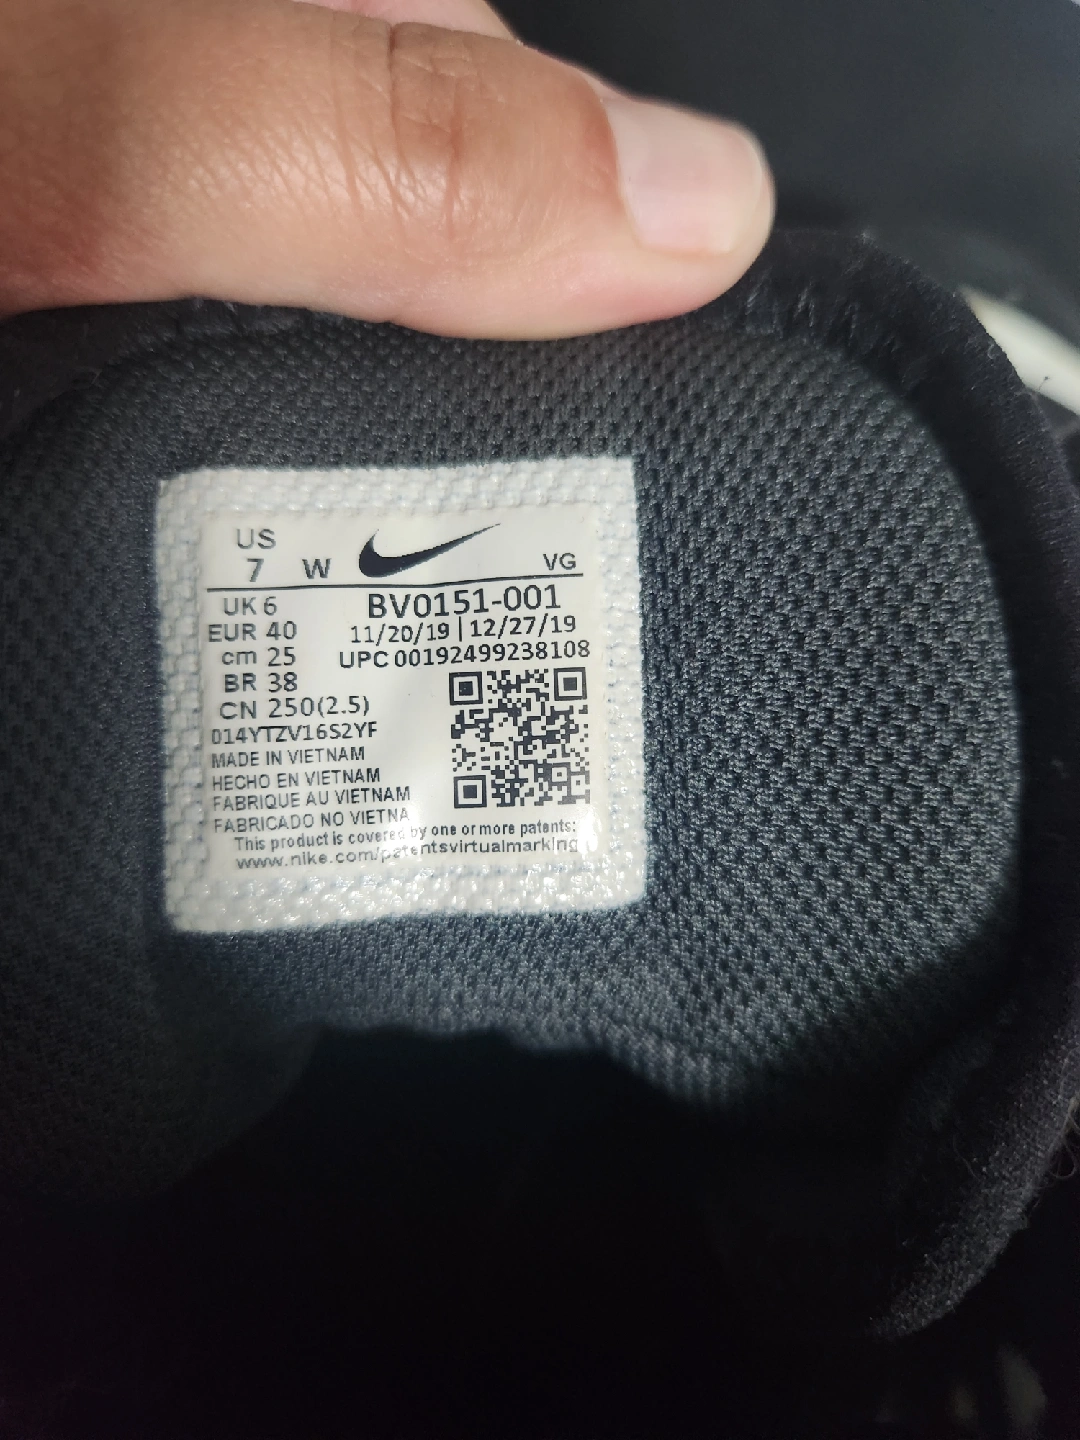 US
7 W VG
UK 6 BV0151-001
EUR 40 11/20/19 | 12/27/19
cm 25 UPC 00192499238108
BR 38
CN 250(2.5)
014YTZV16S2YF
MADE IN VIETNAM
HECHO EN VIETNAM
FABRIQUE AU VIETNAM
FABRICADO NO VIETNA
This product is covered by one or more patents:
www.nike.com/patentsvirtualmarking